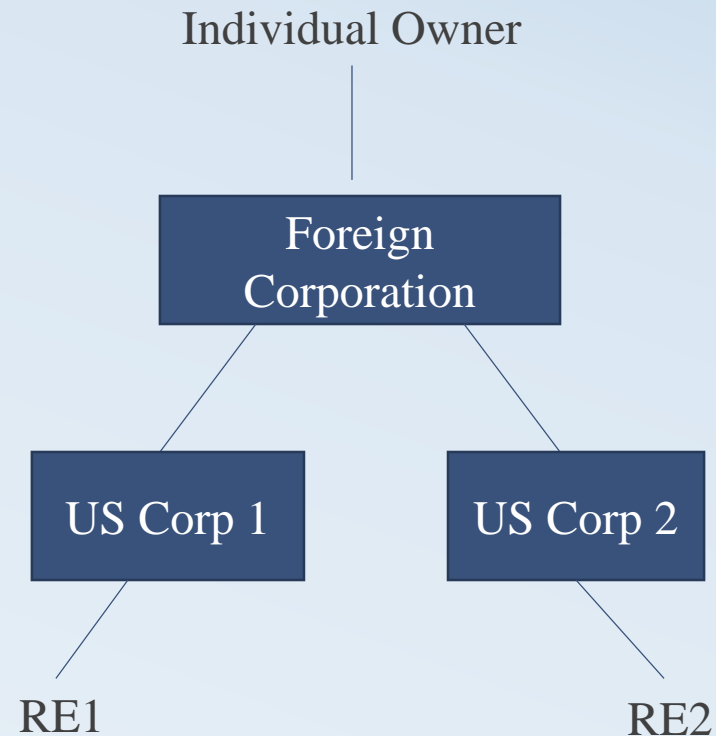 Individual Owner
Foreign
Corporation
US Corp 1
US Corp 2
RE1
RE2